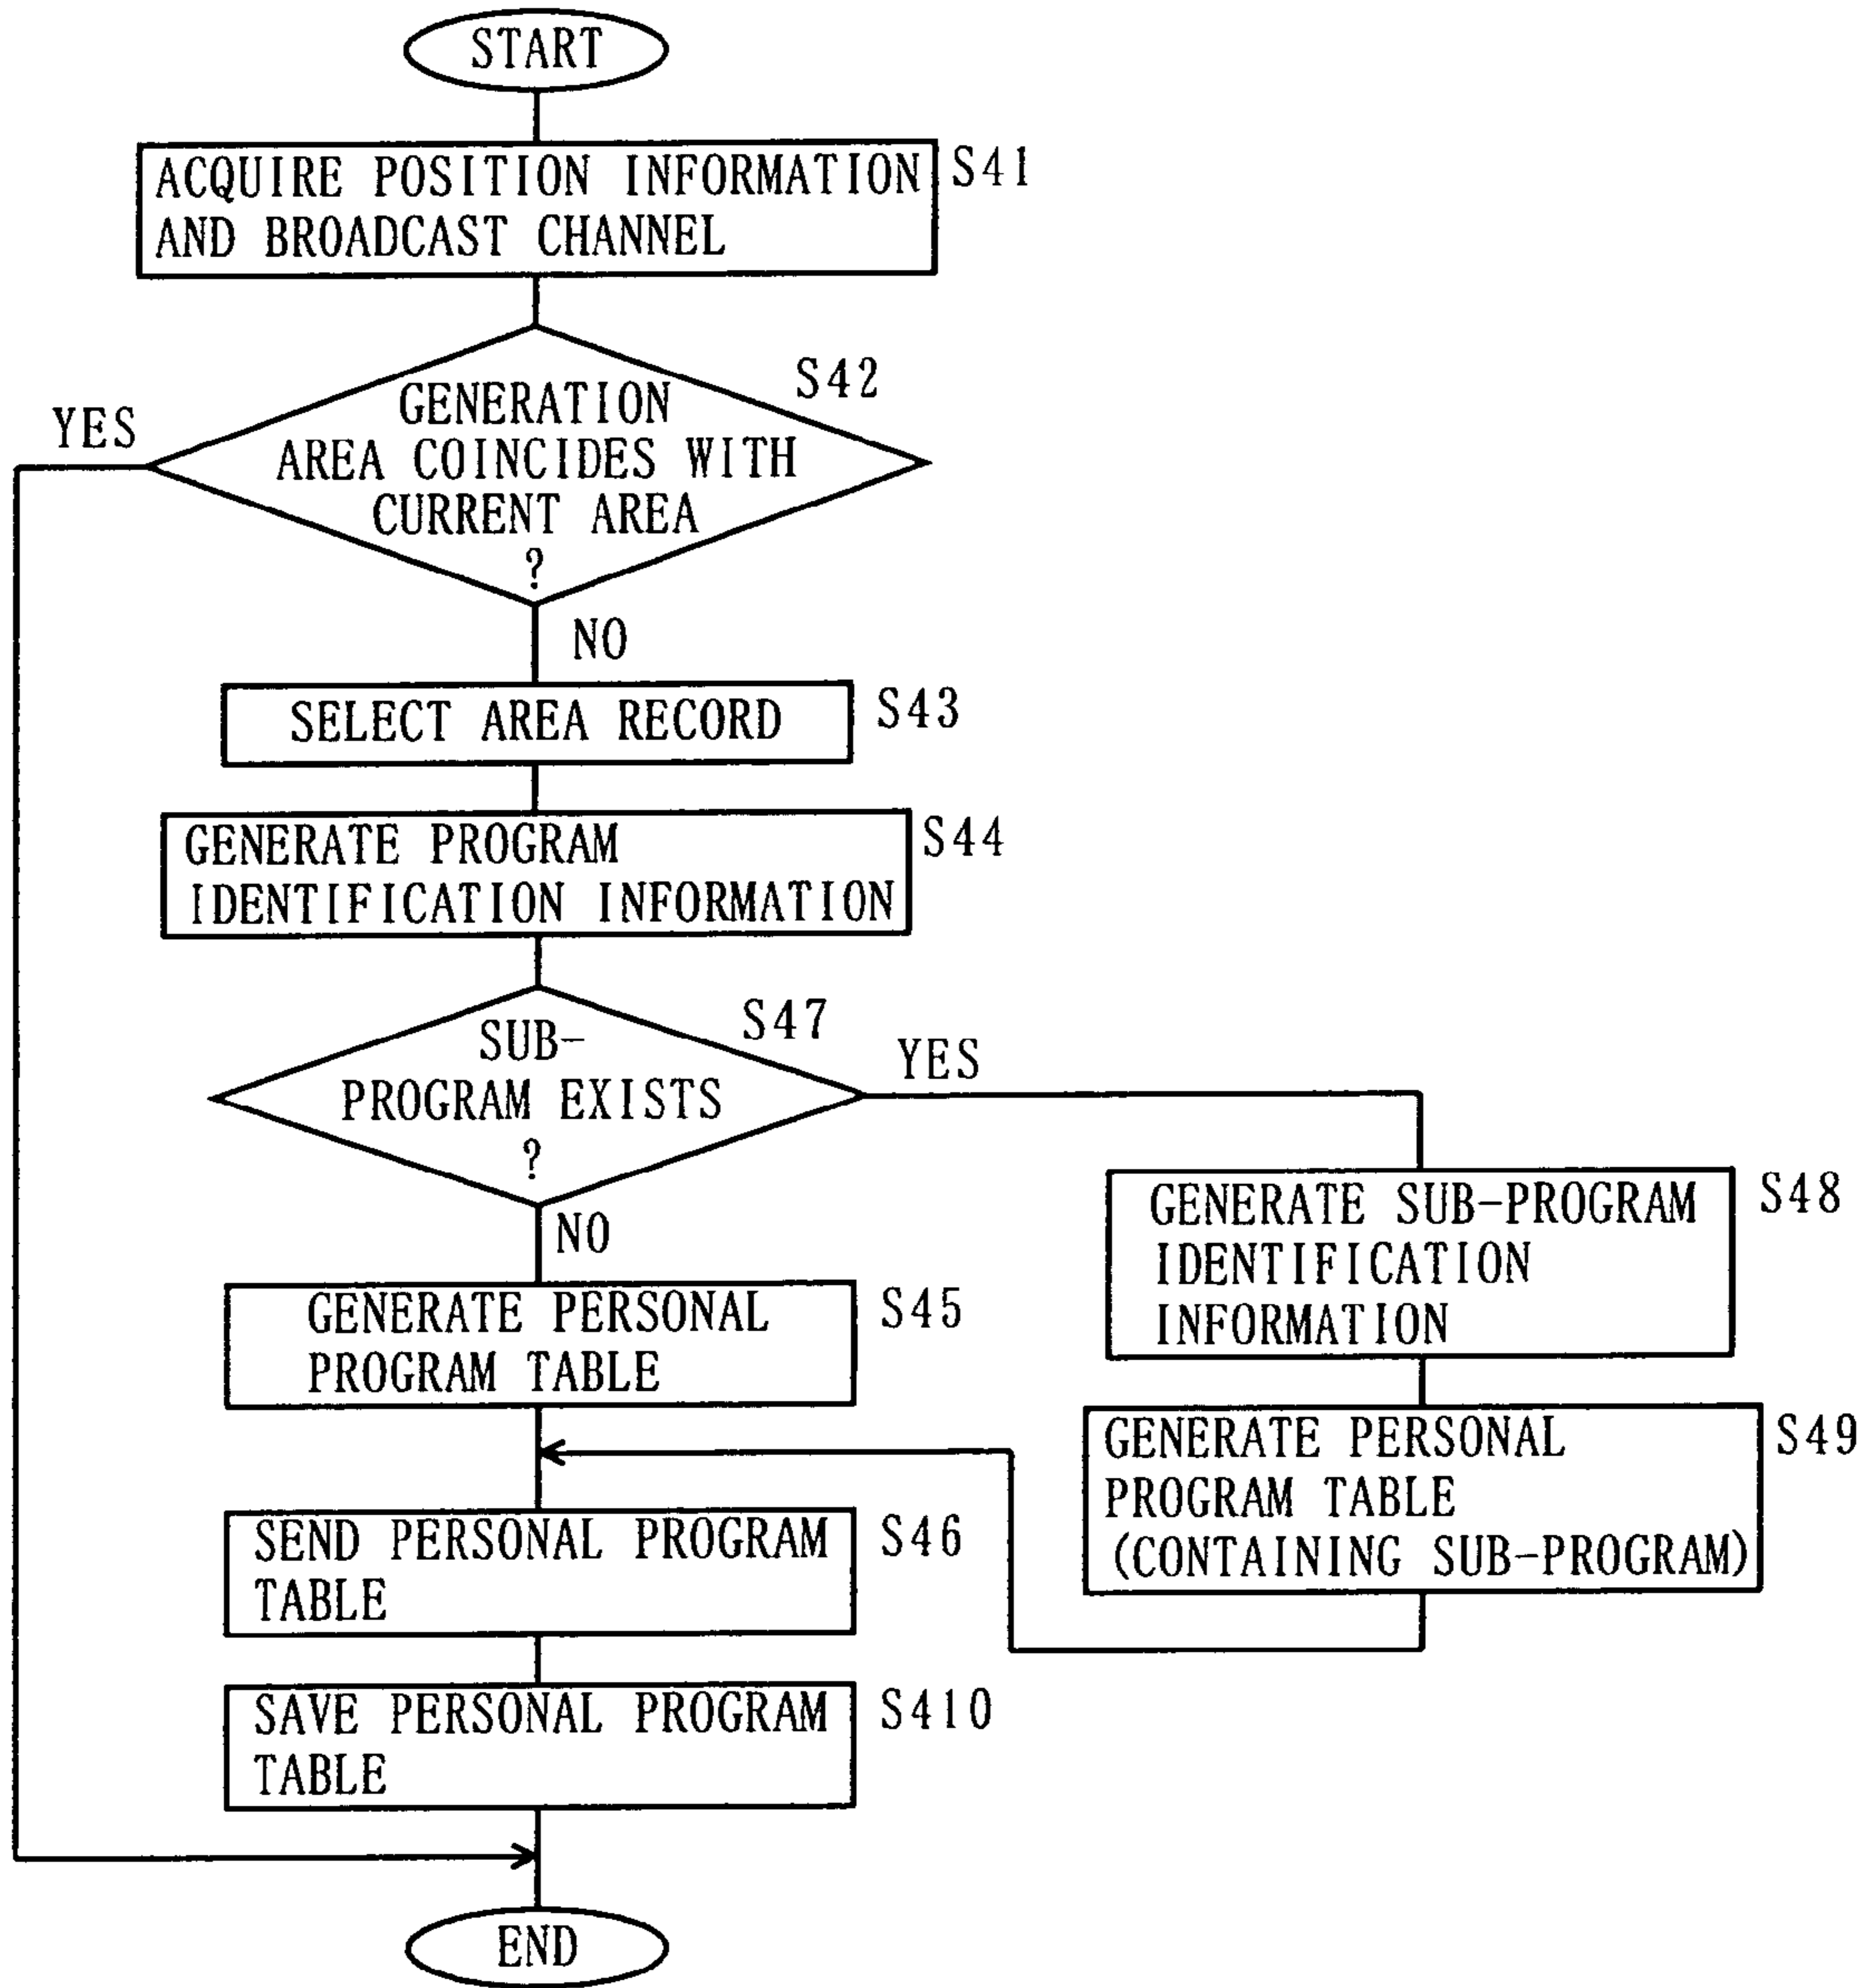 START
ACQUIRE POSITION INFORMATION
AND BROADCAST CHANNEL
S41
GENERATION
AREA COINCIDES WITH
CURRENT AREA
?
S42
YES
NO
SELECT AREA RECORD
S43
GENERATE PROGRAM
IDENTIFICATION INFORMATION
S44
SUB-
PROGRAM EXISTS
?
S47
YES
NO
GENERATE SUB-PROGRAM
IDENTIFICATION
INFORMATION
S48
GENERATE PERSONAL
PROGRAM TABLE
S45
GENERATE PERSONAL
PROGRAM TABLE
(CONTAINING SUB-PROGRAM)
S49
SEND PERSONAL PROGRAM
TABLE
S46
SAVE PERSONAL PROGRAM
TABLE
S410
END